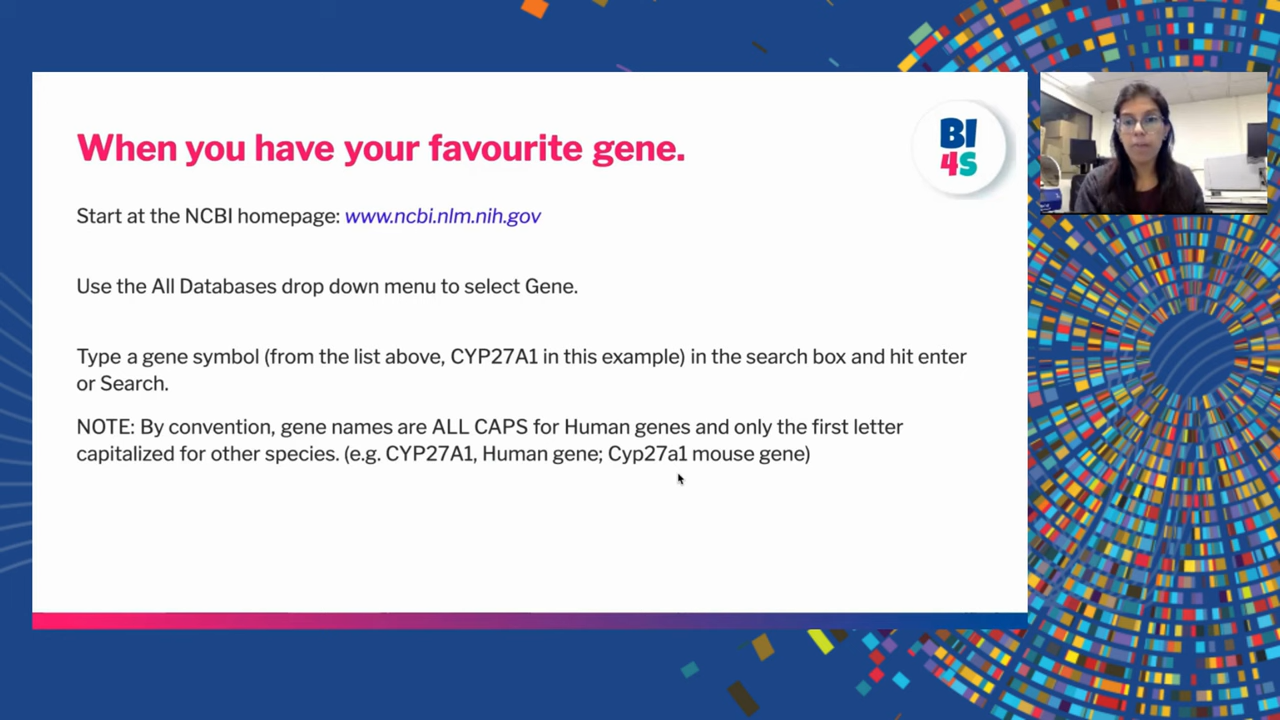 When you have your favourite gene.
BI
4S
Start at the NCBI homepage: www.ncbi.nlm.nih.gov
Use the All Databases drop down menu to select Gene.
Type a gene symbol (from the list above, CYP27A1 in this example) in the search box and hit enter
or Search.
NOTE: By convention, gene names are ALL CAPS for Human genes and only the first letter
capitalized for other species. (e.g. CYP27A1, Human gene; Cyp27a1 mouse gene)